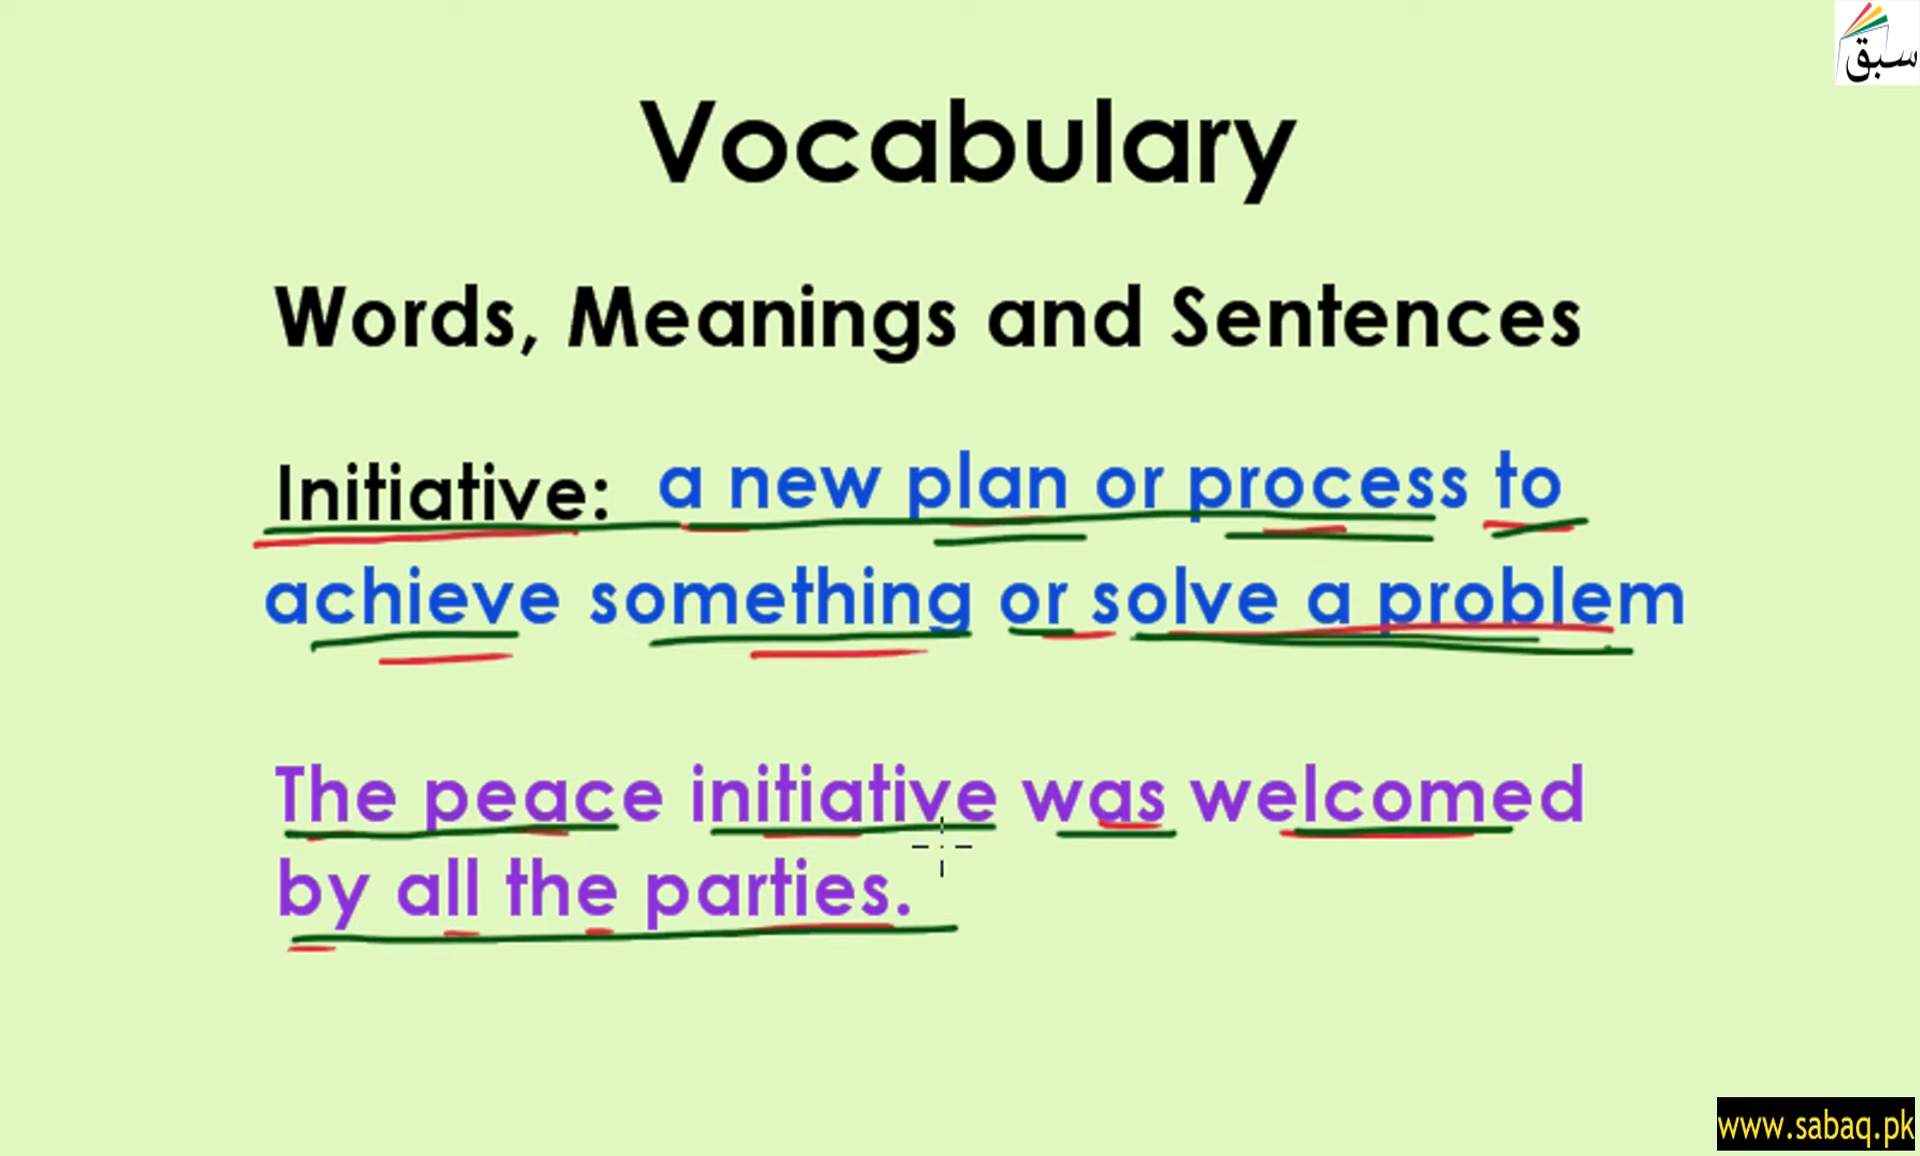 سبق
Vocabulary
Words, Meanings and Sentences
Initiative: a new plan or process to
achieve something or solve a problem
The peace initiative was welcomed
by all the parties.
www.sabaq.pk